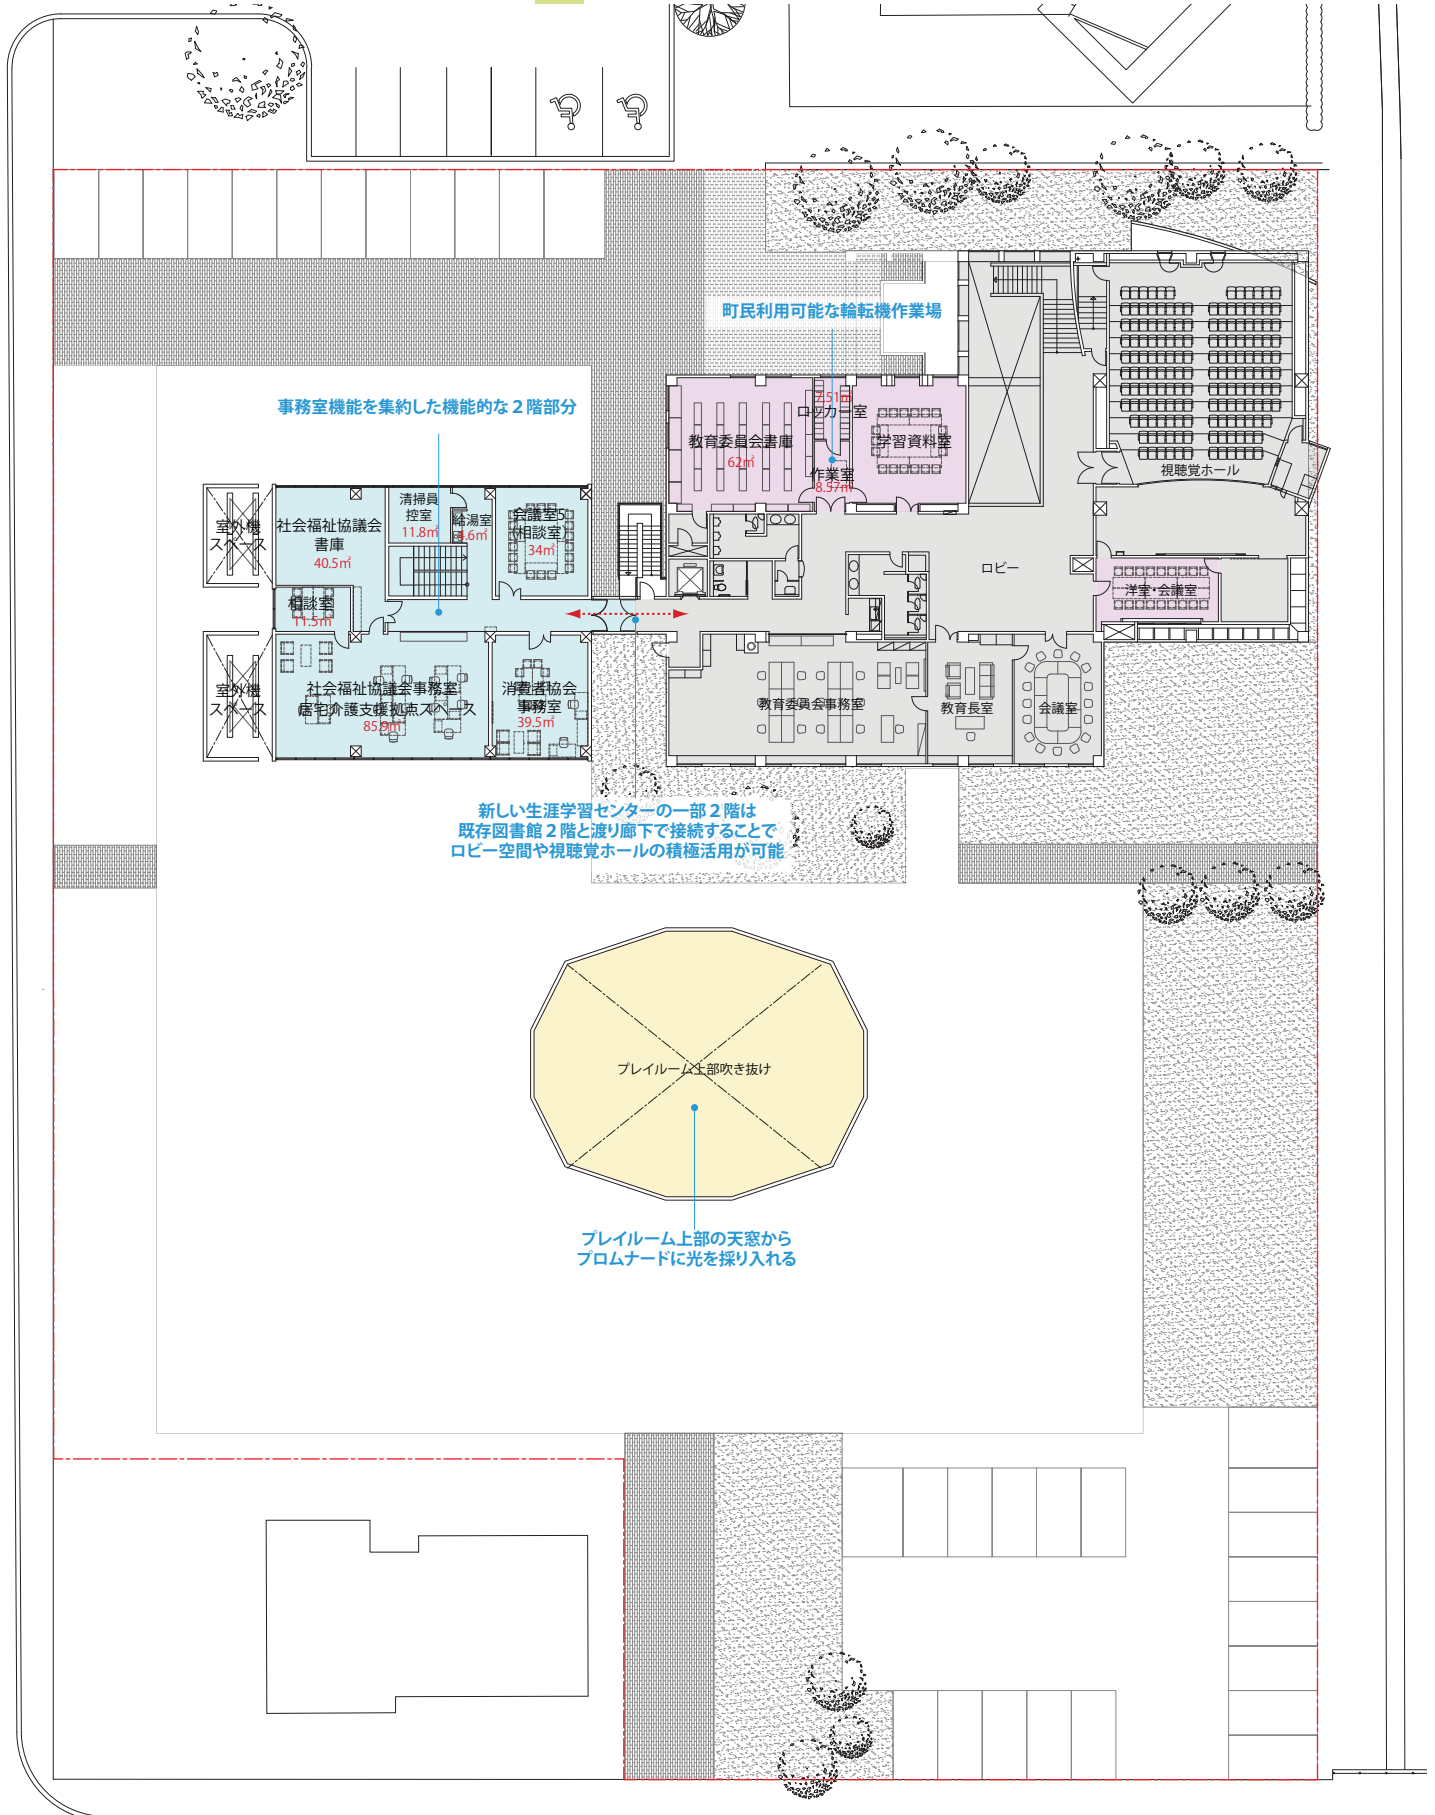 町民利用可能な輪転機作業場
事務室機能を集約した機能的な２階部分
7.51㎡
ロッカー室
教育委員会書庫
62㎡
学習資料室
作業室
8.57㎡
視聴覚ホール
室外機
スペース
社会福祉協議会
書庫
40.5㎡
清掃員
控室
11.8㎡
給湯室
4.6㎡
会議室5
(相談室)
34㎡
ロビー
洋室・会議室
相談室
11.5㎡
室外機
スペース
社会福祉協議会事務室
居宅介護支援拠点スペース
85.9㎡
消費者協会
事務室
39.5㎡
教育委員会事務室
教育長室
会議室
新しい生涯学習センターの一部２階は
既存図書館２階と渡り廊下で接続することで
ロビー空間や視聴覚ホールの積極活用が可能
プレイルーム上部吹き抜け
プレイルーム上部の天窓から
プロムナードに光を採り入れる